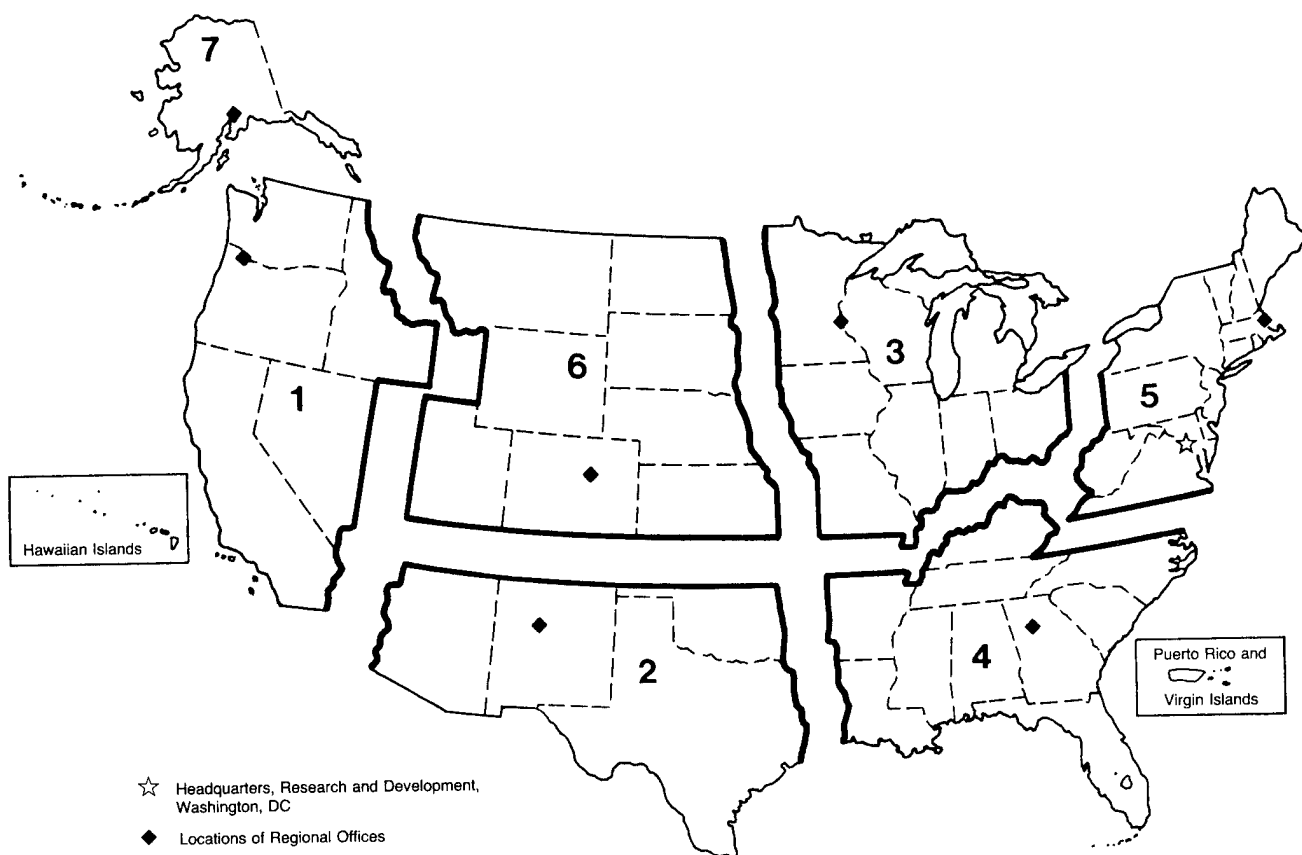 7
6
3
1
5
Hawaiian Islands
4
2
Puerto Rico and
Virgin Islands
Headquarters, Research and Development,
Washington, DC
Locations of Regional Offices